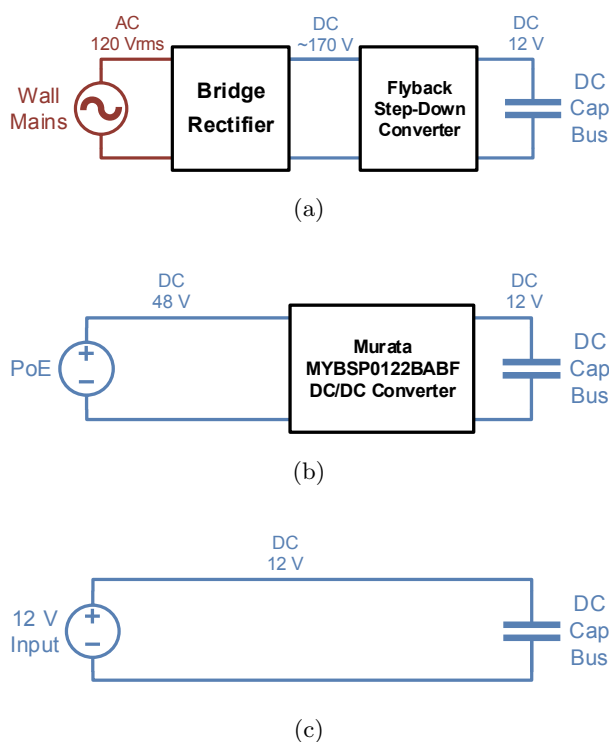 AC
120 Vrms
DC
~170 V
DC
12 V
Wall
Mains
Bridge
Rectifier
Flyback
Step-Down
Converter
DC
Cap
Bus
(a)
DC
48 V
DC
12 V
PoE
+
−
Murata
MYBSP0122BABF
DC/DC Converter
DC
Cap
Bus
(b)
DC
12 V
12 V
Input
+
−
DC
Cap
Bus
(c)